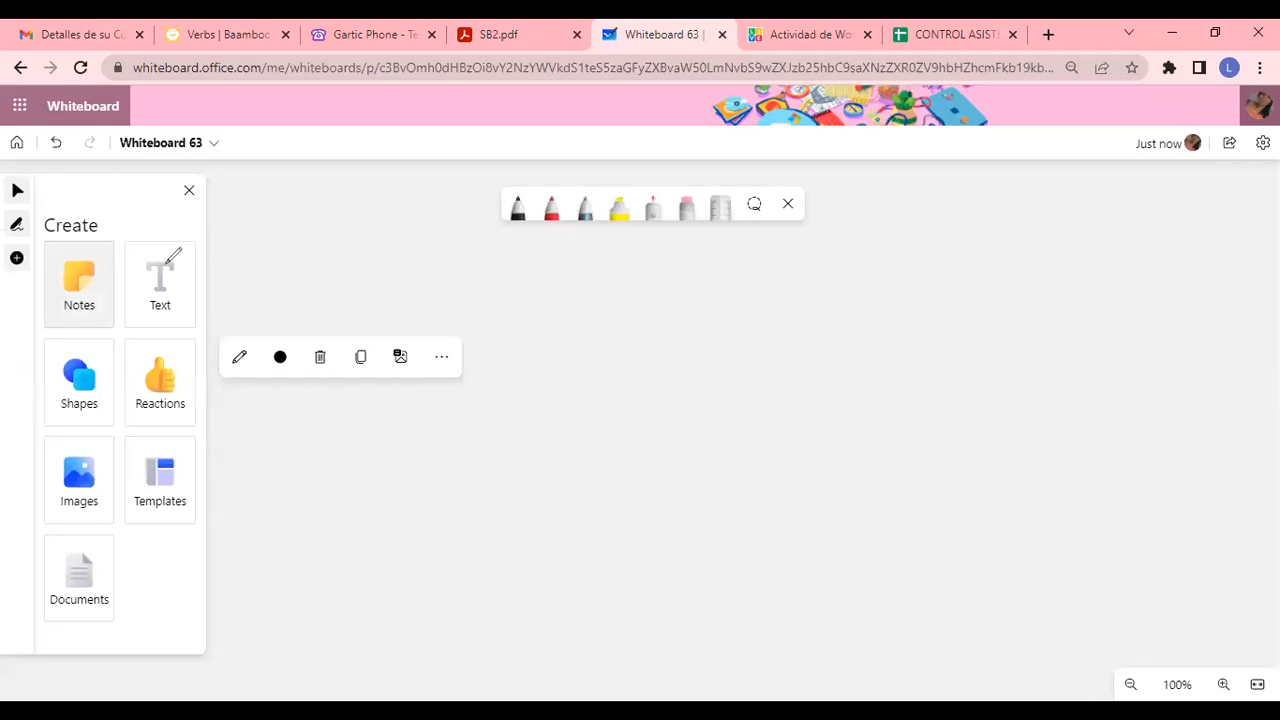 Detalles de su Cu
Verbs | Baamboc
Gartic Phone - Te
SB2.pdf
Whiteboard 63 |
Actividad de Wo
CONTROL ASIST
whiteboard.office.com/me/whiteboards/p/c3BvOmh0dHBzOi8vY2NzYWVkdS1teS5zaGFyZXBvaW50LmNvbS9wZXJzb25hbC9saXNzZXR0ZV9hbHZhcmFkb19kb...
L
Whiteboard
Whiteboard 63
Just now
Create
Notes
Text
Shapes
Reactions
Images
Templates
Documents
100%